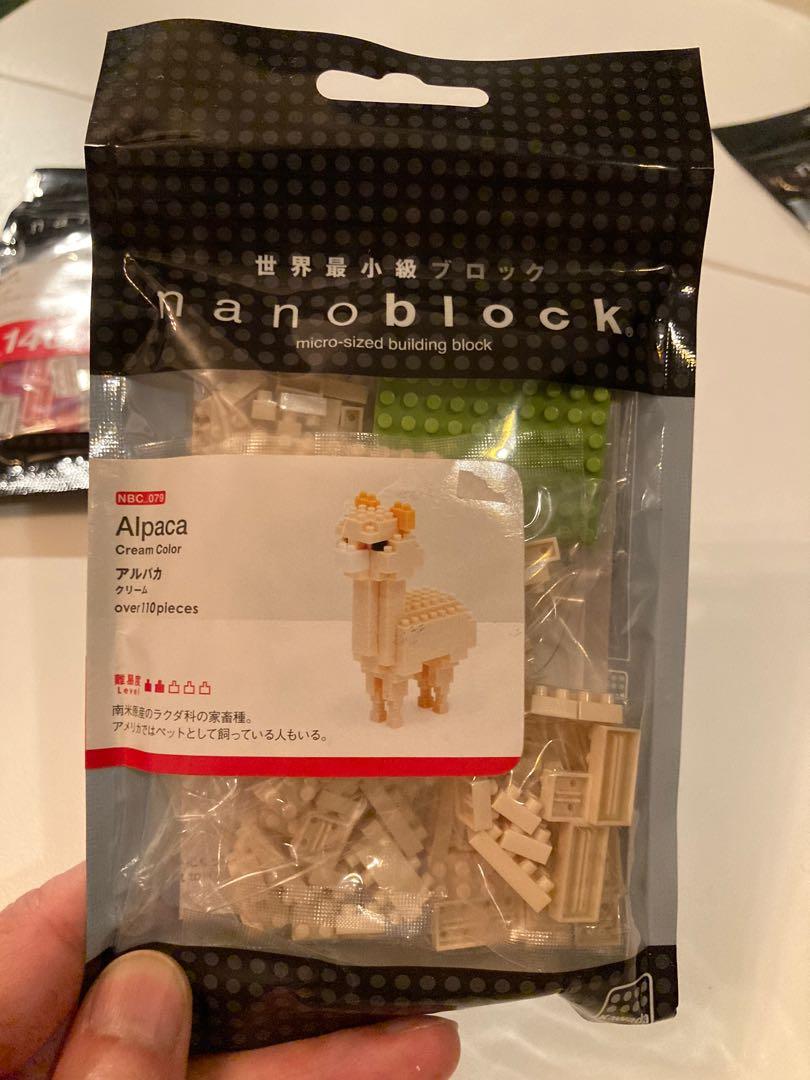 世界最小級ブロック
nanoblock®
micro-sized building block
140
NBC_079
Alpaca
Cream Color
アルパカ
クリーム
over110pieces
難易度
Level
南米原産のラクダ科の家畜種。
アメリカではペットとして飼っている人もいる。
Kawada